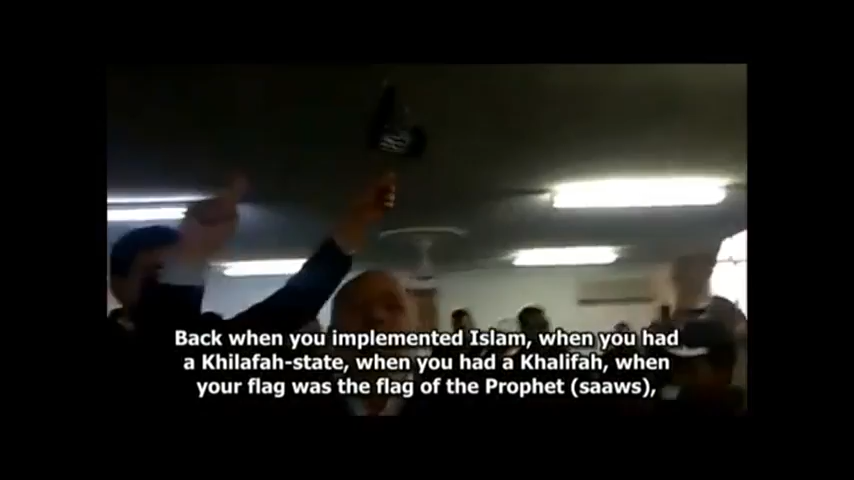 Back when you implemented Islam, when you had
a Khilafah-state, when you had a Khalifah, when
your flag was the flag of the Prophet (saaws),